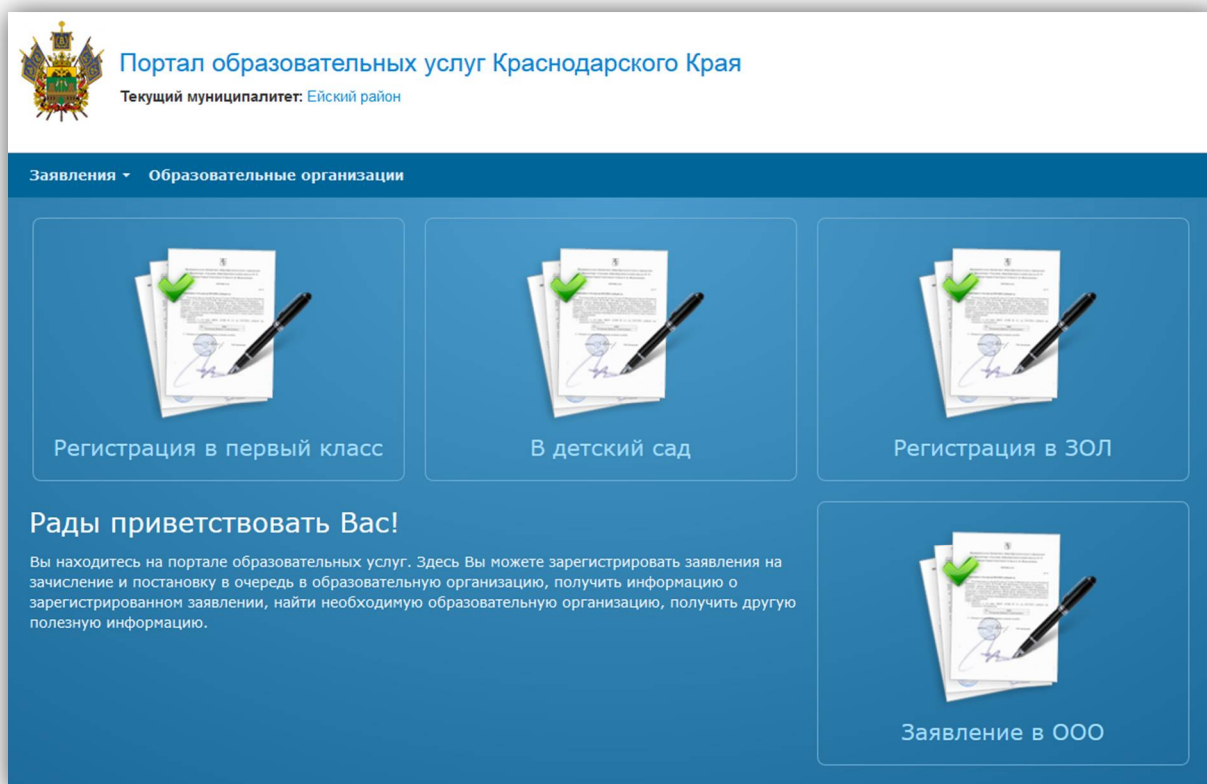 Портал образовательных услуг Краснодарского Края
Текущий муниципалитет: Ейский район
Заявления Образовательные организации
Регистрация в первый класс
В детский сад
Регистрация в ЗОЛ
Рады приветствовать Вас!
Вы находитесь на портале образовательных услуг. Здесь Вы можете зарегистрировать заявления на
зачисление и постановку в очередь в образовательную организацию, получить информацию о
зарегистрированном заявлении, найти необходимую образовательную организацию, получить другую
полезную информацию.
Заявление в ООО